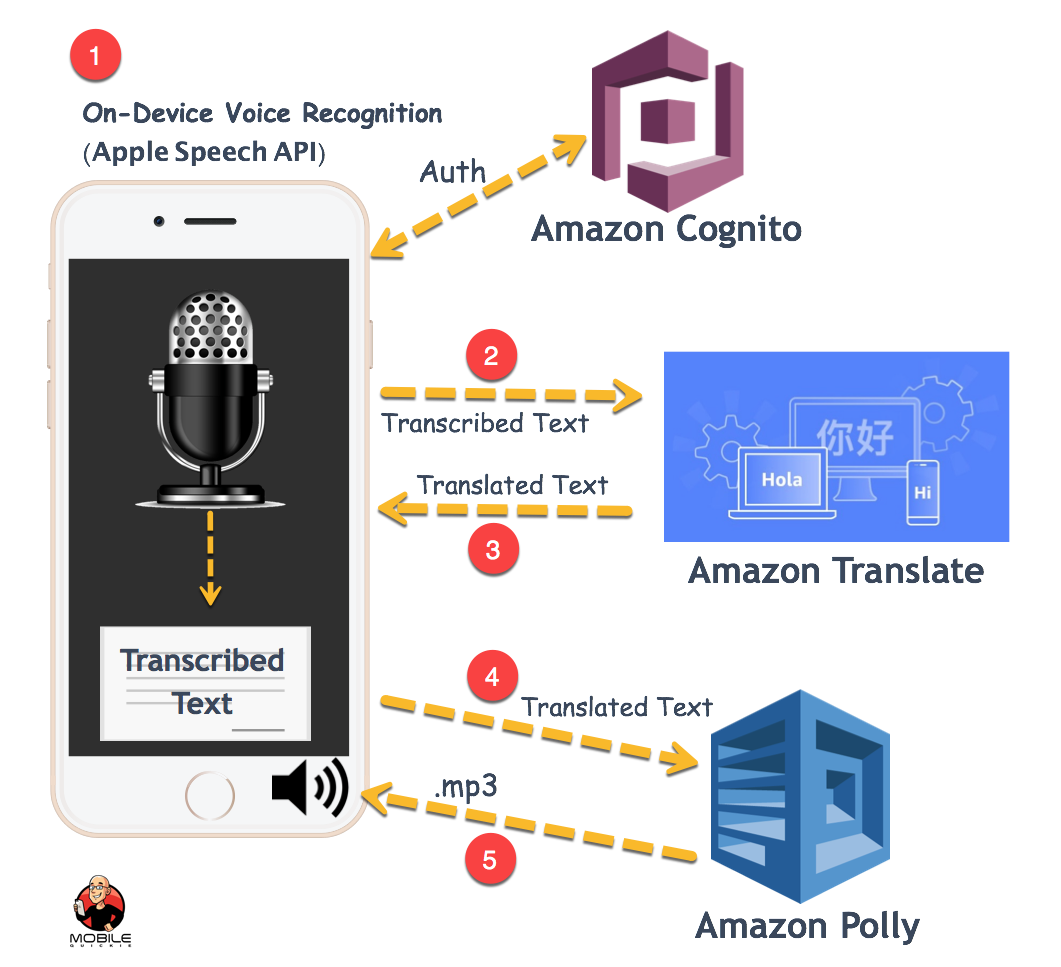 1
On-Device Voice Recognition
(Apple Speech API)
Auth
Amazon Cognito
2
Transcribed Text
你好
Hola
Hi
Translated Text
3
Amazon Translate
Transcribed
Text
4
Translated Text
.mp3
5
Amazon Polly
MOBILE
QUICKIE